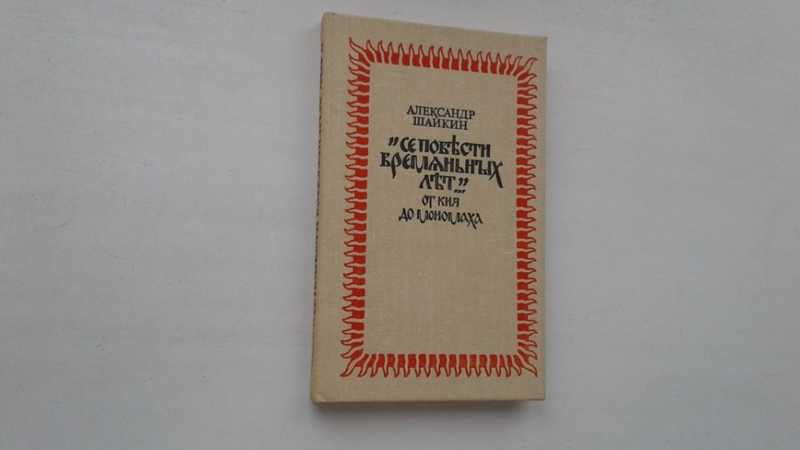 АЛЕКСАНДР
ШАЙКИН
"СЕ ПОВѢСТИ
ВРЕМЯНЬНЫХ
ЛѢТ..."
ОТ КИЯ
ДО МОНОМАХА